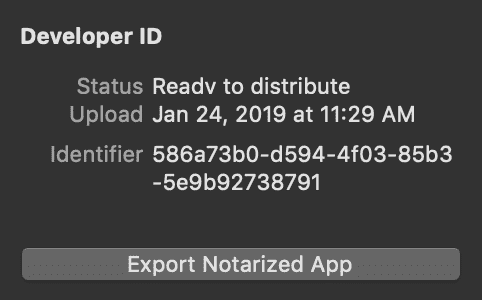 Developer ID
Status Ready to distribute
Upload Jan 24, 2019 at 11:29 AM
Identifier 586a73b0-d594-4f03-85b3
-5e9b92738791
Export Notarized App